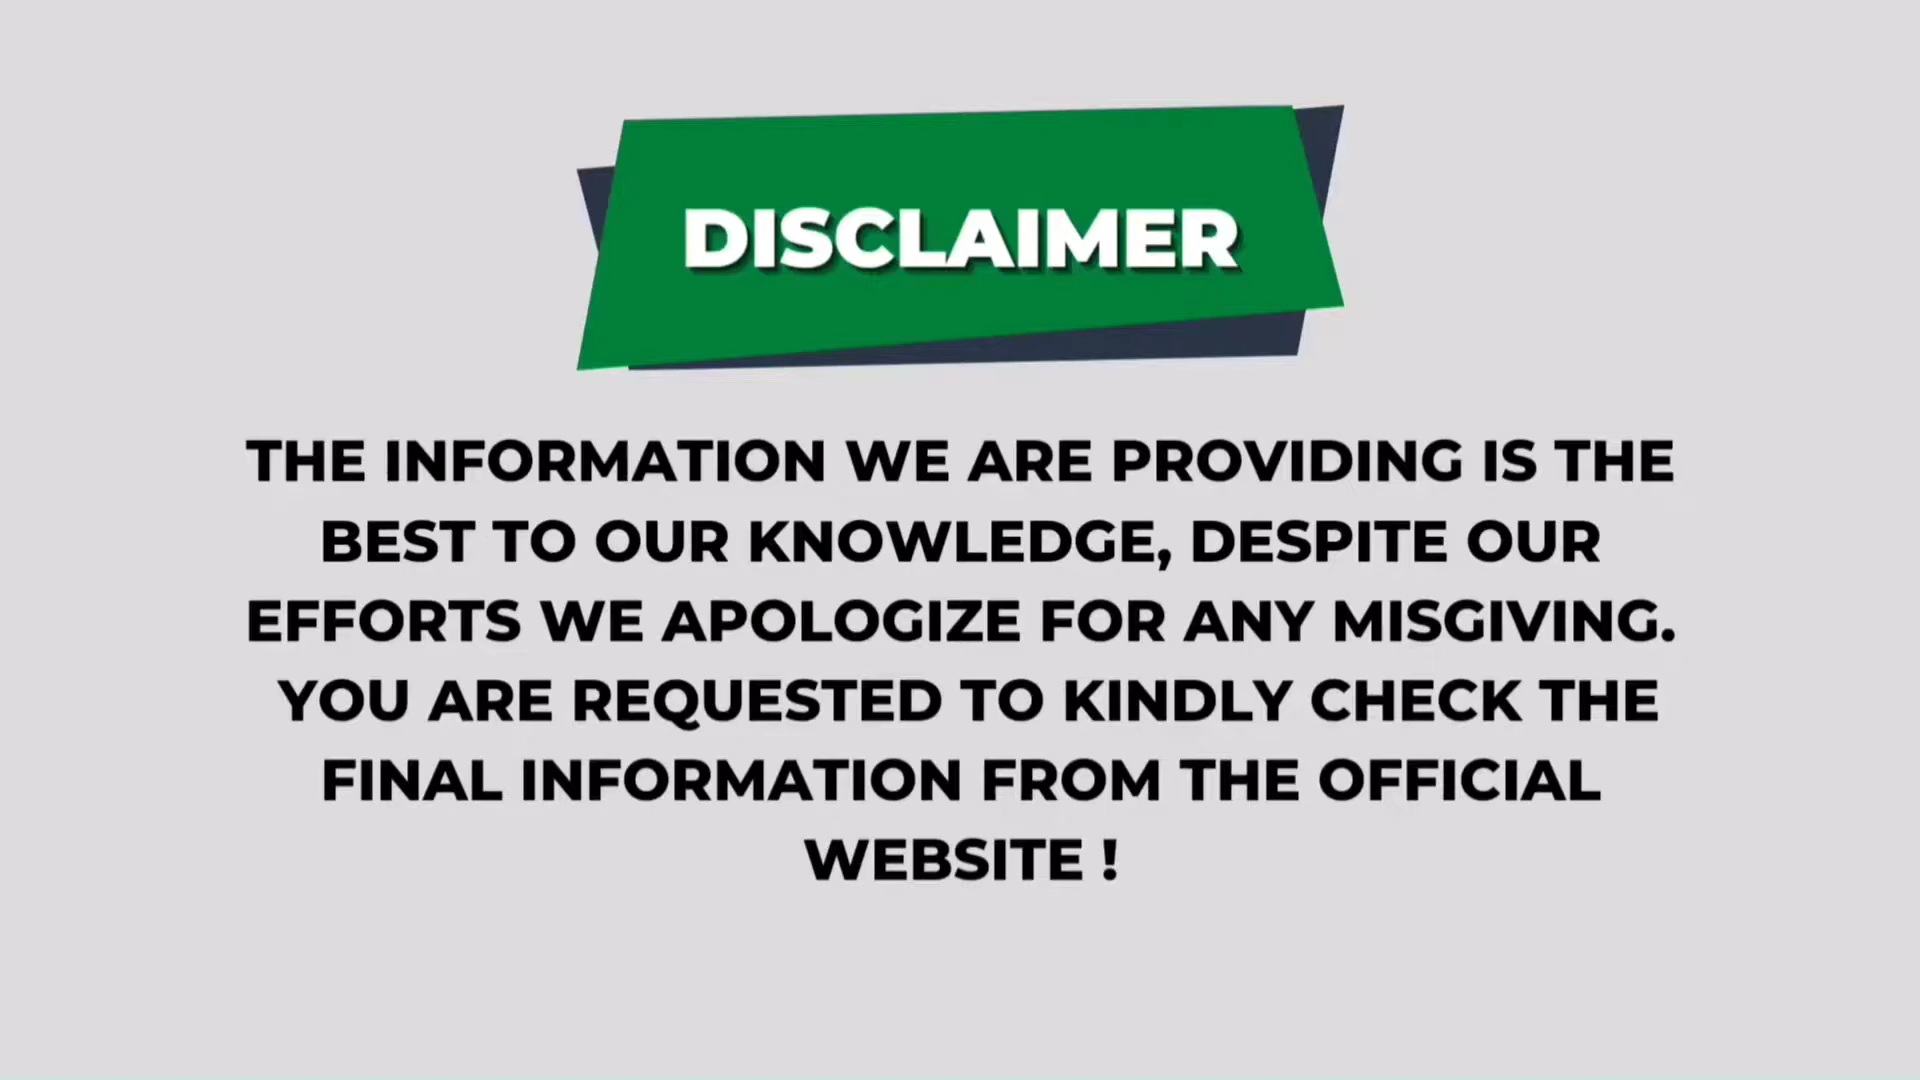 DISCLAIMER
THE INFORMATION WE ARE PROVIDING IS THE
BEST TO OUR KNOWLEDGE, DESPITE OUR
EFFORTS WE APOLOGIZE FOR ANY MISGIVING.
YOU ARE REQUESTED TO KINDLY CHECK THE
FINAL INFORMATION FROM THE OFFICIAL
WEBSITE !